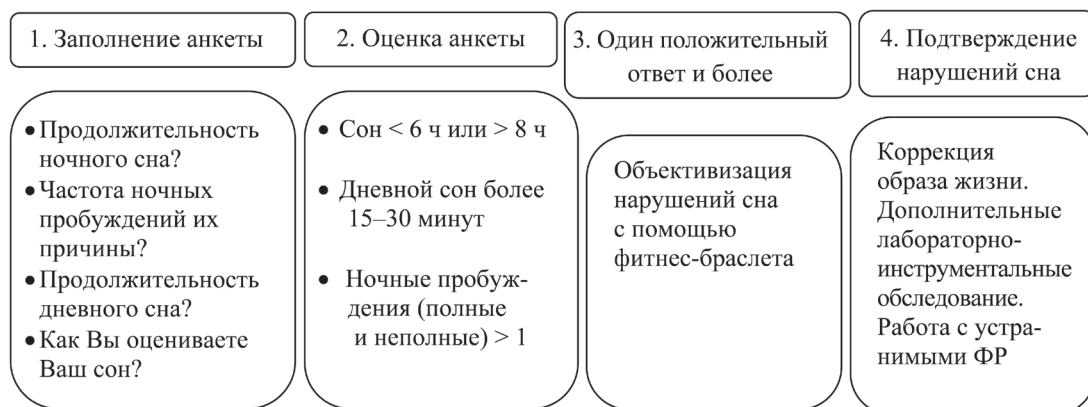 1. Заполнение анкеты
• Продолжительность
ночного сна?
• Частота ночных
пробуждений их
причины?
• Продолжительность
дневного сна?
• Как Вы оцениваете
Ваш сон?
2. Оценка анкеты
• Сон < 6 ч или > 8 ч
• Дневной сон более
15–30 минут
• Ночные пробуж-
дения (полные
и неполные) > 1
3. Один положительный
ответ и более
Объективизация
нарушений сна
с помощью
фитнес-браслета
4. Подтверждение
нарушений сна
Коррекция
образа жизни.
Дополнительные
лабораторно-
инструментальные
обследование.
Работа с устра-
нимыми ФР